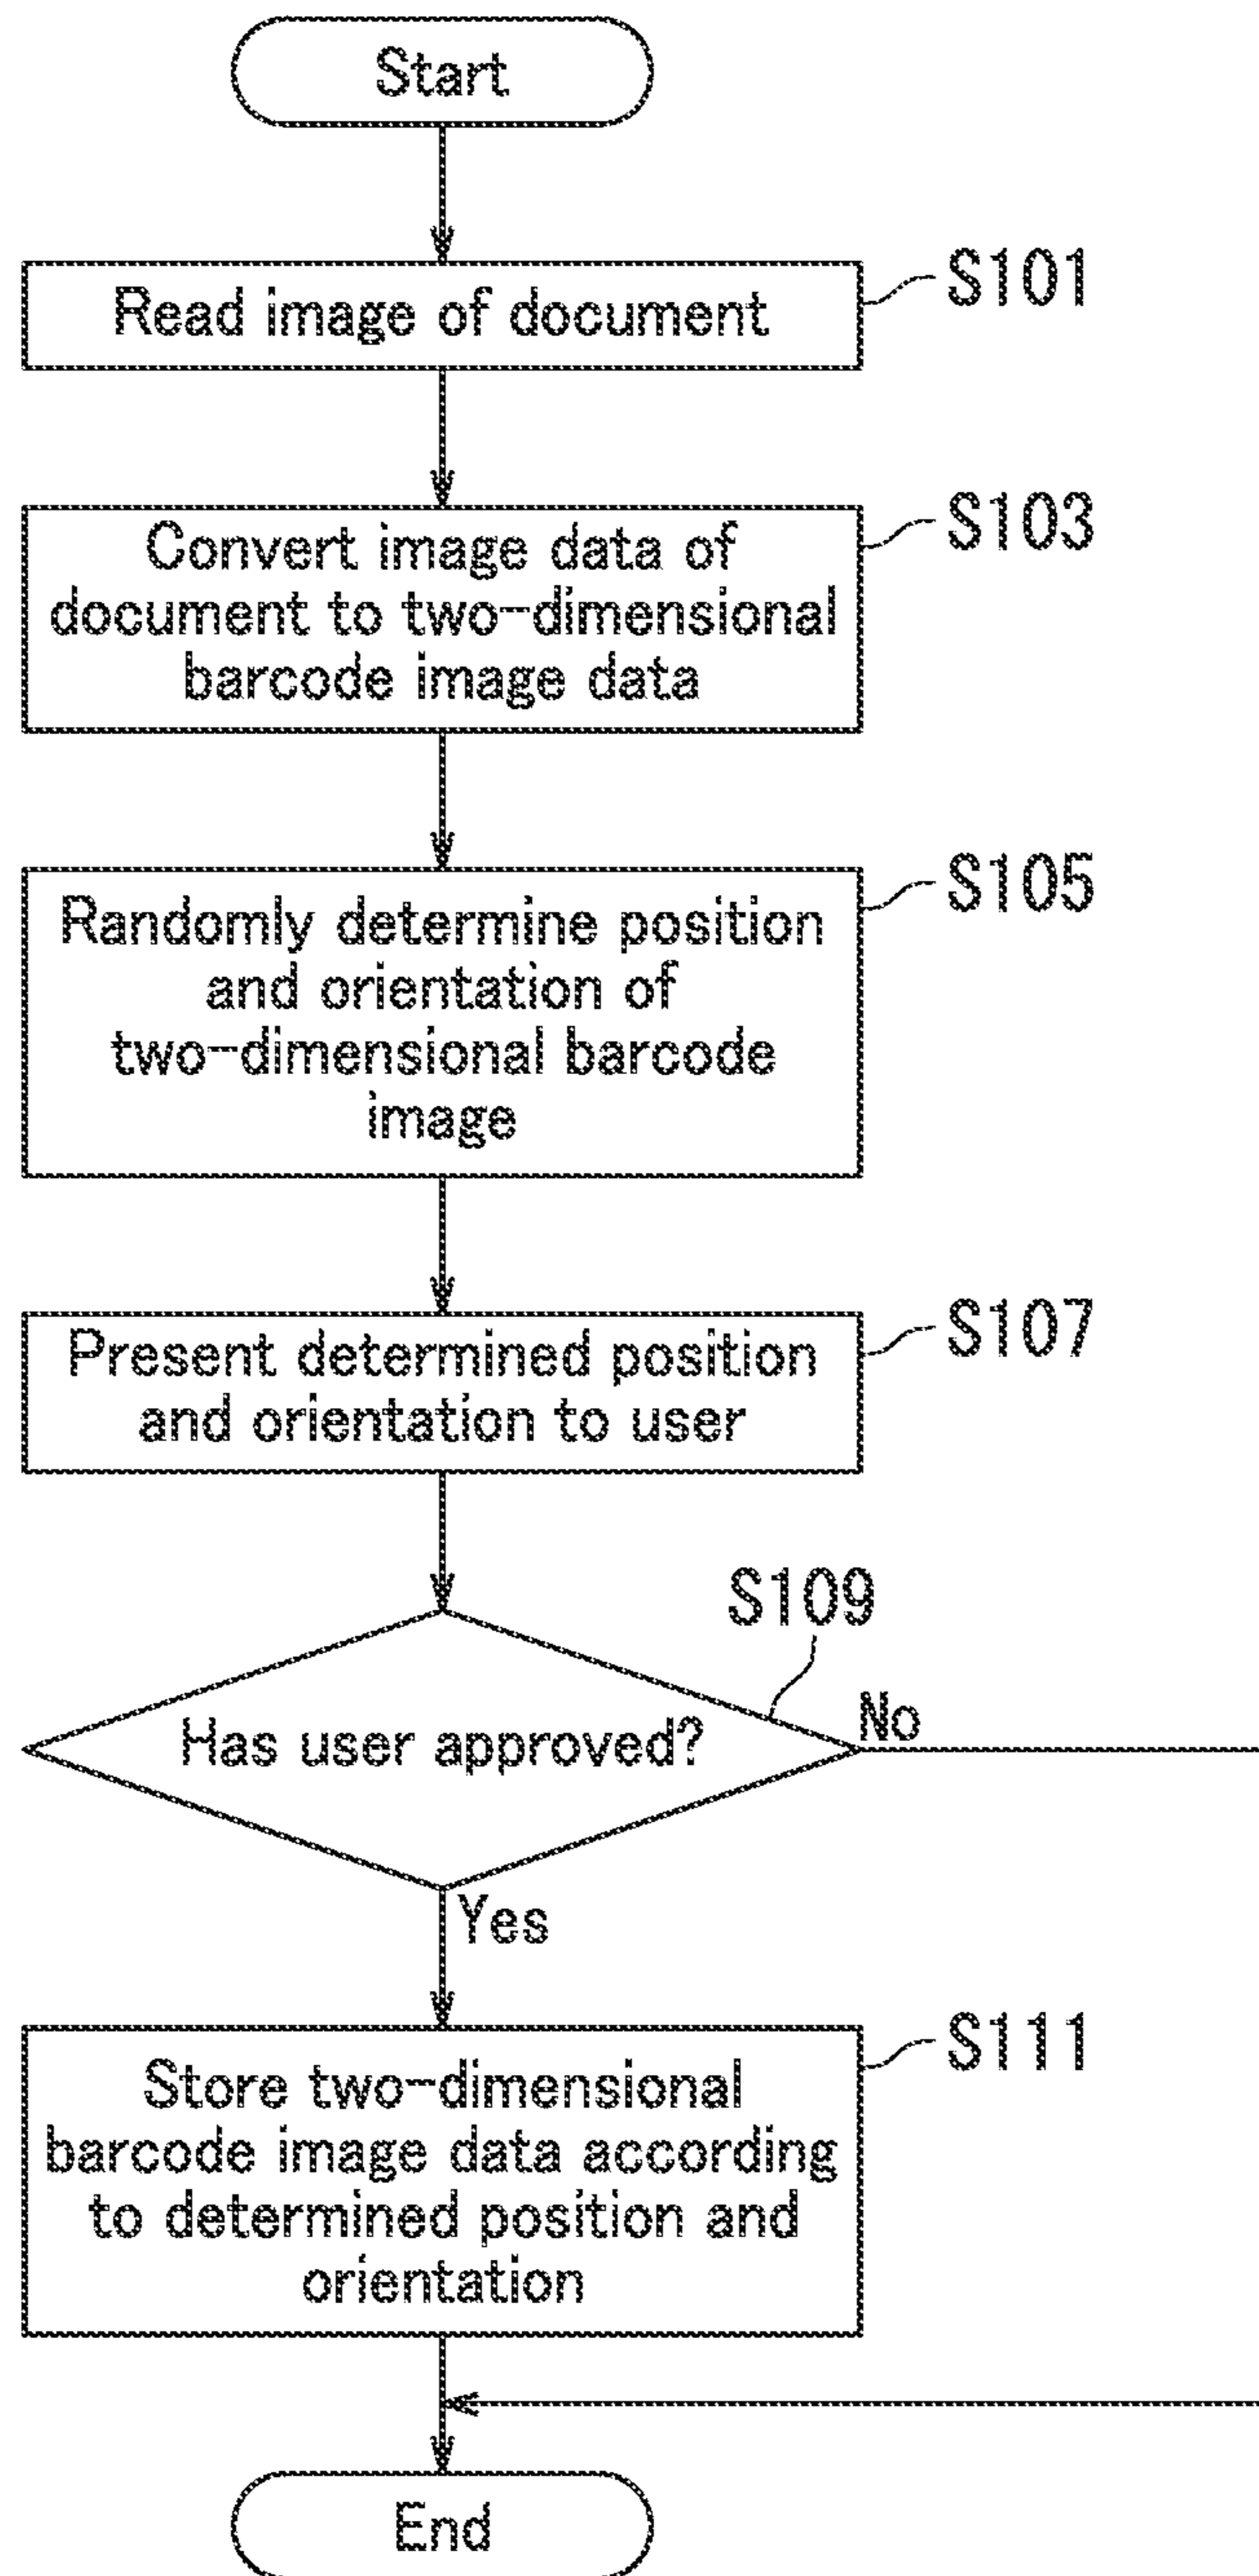 Start
S101
Read image of document
S103
Convert image data of
document to two-dimensional
barcode image data
S105
Randomly determine position
and orientation of
two-dimensional barcode
image
S107
Present determined position
and orientation to user
S109
Has user approved?
No
Yes
S111
Store two-dimensional
barcode image data according
to determined position and
orientation
End